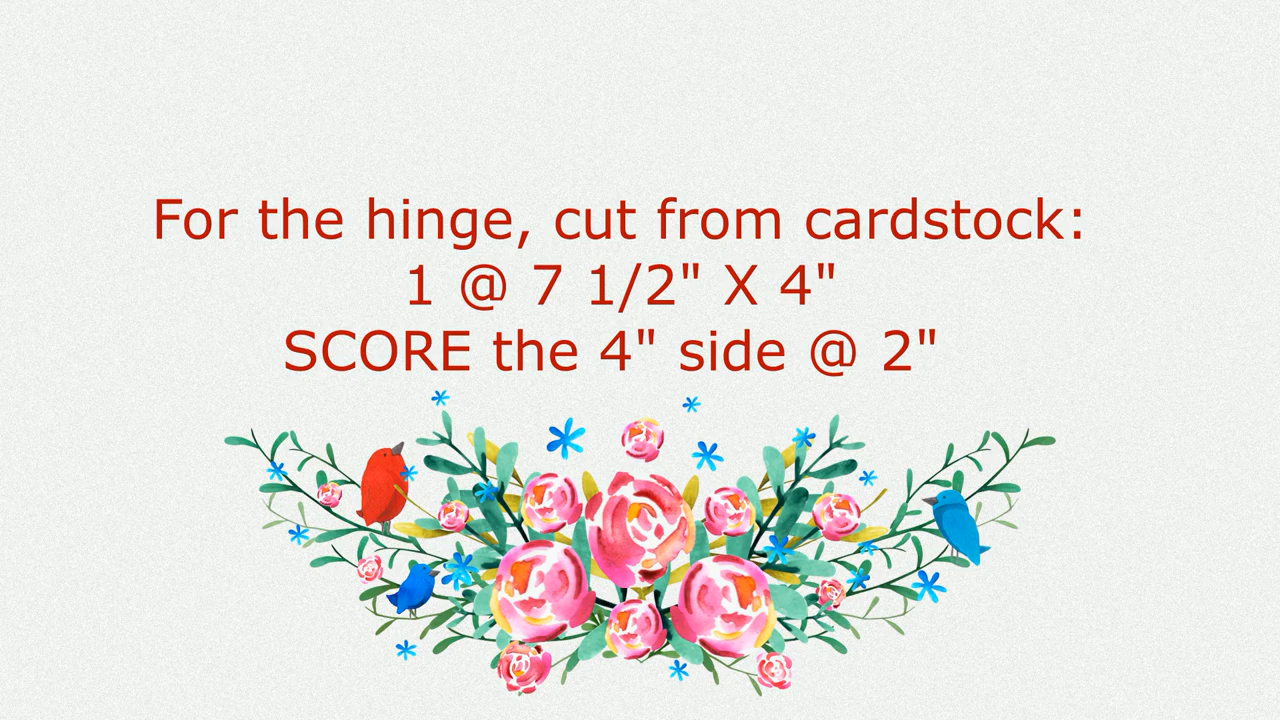 For the hinge, cut from cardstock:
1 @ 7 1/2" X 4"
SCORE the 4" side @ 2"